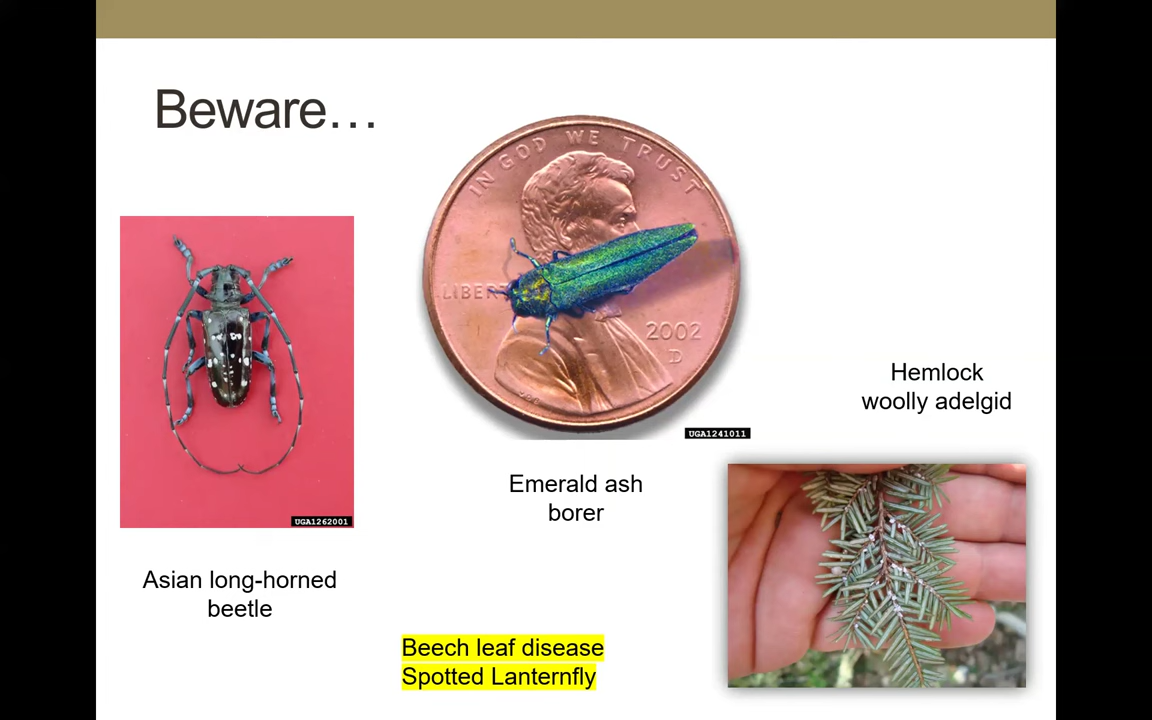 Beware…
IN GOD WE TRUST
LIBER
2002
D
UGA1241011
UGA1262001
Hemlock
woolly adelgid
Emerald ash
borer
Asian long-horned
beetle
Beech leaf disease
Spotted Lanternfly